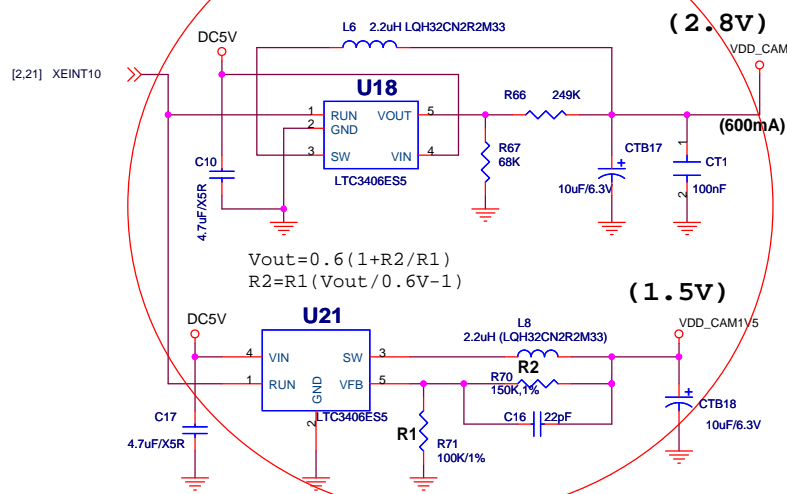 (2.8V)
L6 2.2uH LQH32CN2R2M33
DC5V
VDD_CAM
[2,21] XEINT10
U18
R66 249K
1 RUN VOUT 5
2 GND
(600mA)
3 SW VIN 4
R67
68K
CTB17
10uF/6.3V
1
CT1
100nF
2
C10
4.7uF/X5R
LTC3406ES5
Vout=0.6(1+R2/R1)
R2=R1(Vout/0.6V-1)
(1.5V)
U21
DC5V
L8
2.2uH (LQH32CN2R2M33)
VDD_CAM1V5
4 VIN SW 3
R2
1 RUN VFB 5
GND
2
R70
150K,1%
LTC3406ES5
C16 22pF
C17
4.7uF/X5R
R1
R71
100K/1%
CTB18
10uF/6.3V